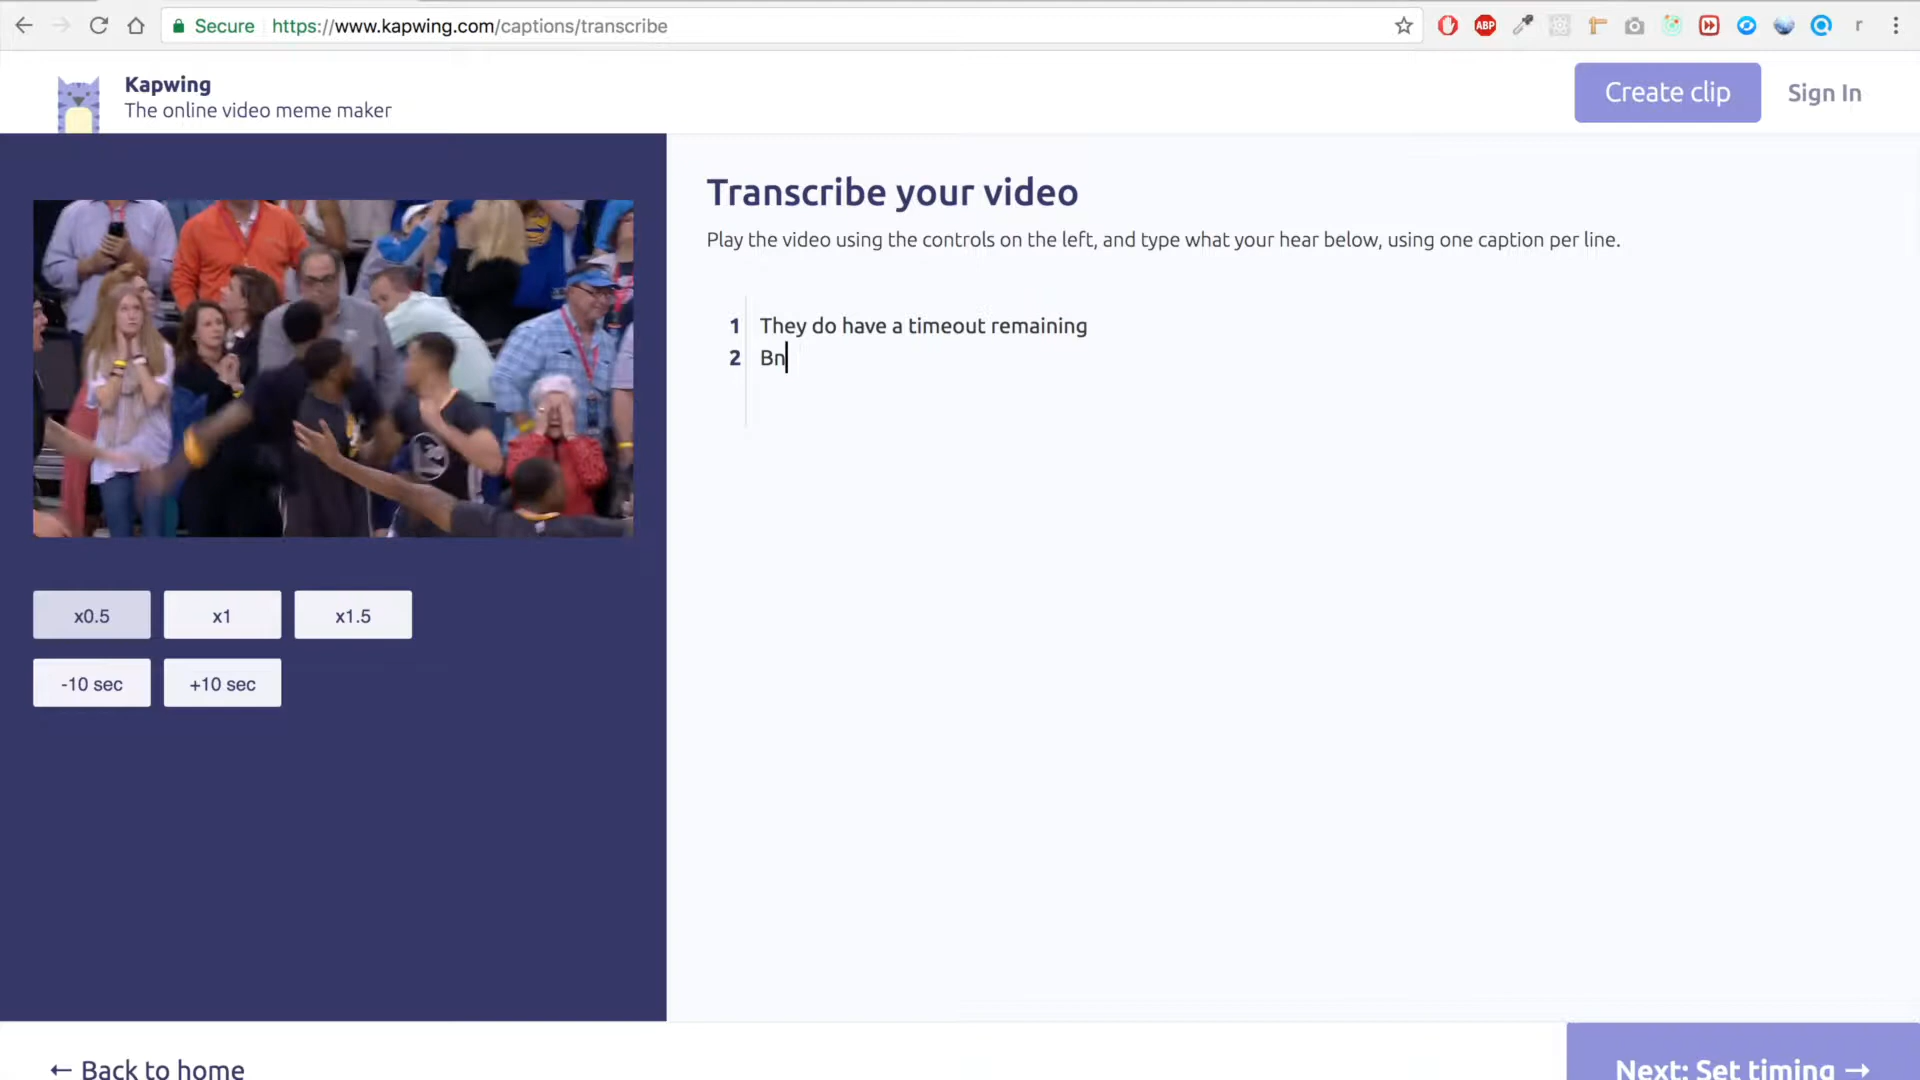 Secure https://www.kapwing.com/captions/transcribe
ABP
r
Kapwing
The online video meme maker
Create clip
Sign In
Transcribe your video
Play the video using the controls on the left, and type what your hear below, using one caption per line.
1 They do have a timeout remaining
2 Bn
x0.5 x1 x1.5
-10 sec +10 sec
← Back to home
Next: Set timing →